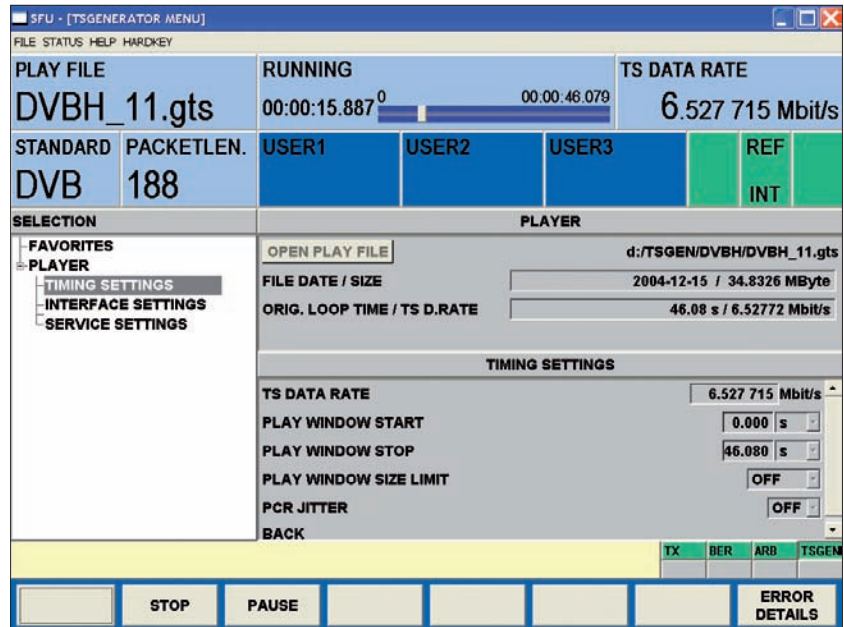 SFU - [TSGENERATOR MENU]
FILE STATUS HELP HARDKEY
PLAY FILE
DVBH_11.gts
RUNNING
00:00:15.887 0 00:00:46.079
TS DATA RATE
6.527 715 Mbit/s
STANDARD
DVB
PACKETLEN.
188
USER1
USER2
USER3
REF
INT
SELECTION
FAVORITES
PLAYER
TIMING SETTINGS
INTERFACE SETTINGS
SERVICE SETTINGS
PLAYER
OPEN PLAY FILE d:/TSGEN/DVBH/DVBH_11.gts
FILE DATE / SIZE 2004-12-15 / 34.8326 MByte
ORIG. LOOP TIME / TS D.RATE 46.08 s / 6.52772 Mbit/s
TIMING SETTINGS
TS DATA RATE 6.527 715 Mbit/s
PLAY WINDOW START 0.000 s
PLAY WINDOW STOP 46.080 s
PLAY WINDOW SIZE LIMIT OFF
PCR JITTER OFF
BACK
TX BER ARB TSGEN
STOP
PAUSE
ERROR
DETAILS